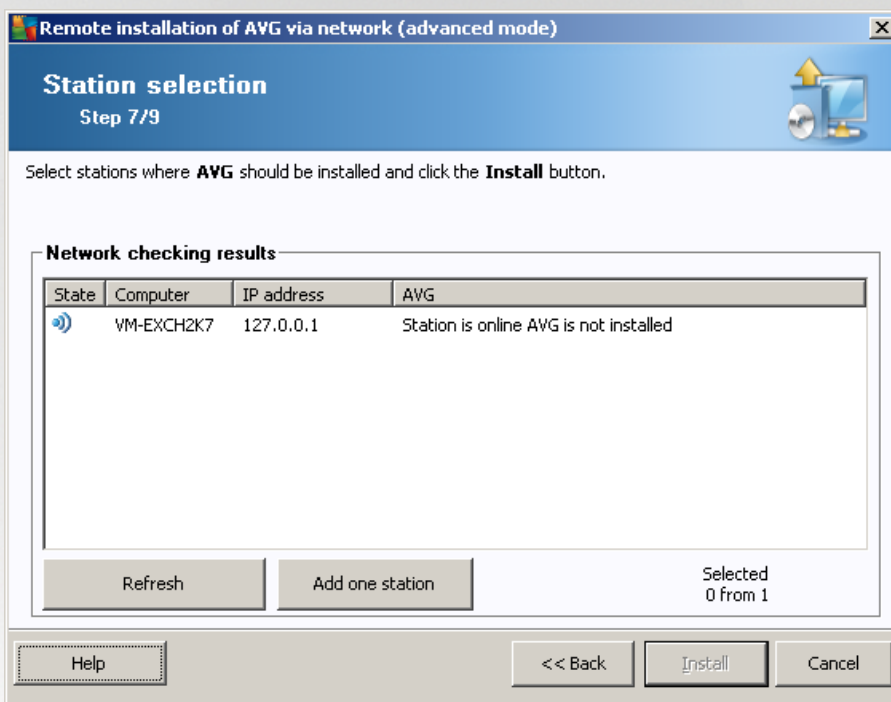 Remote installation of AVG via network (advanced mode)
Station selection
Step 7/9
Select stations where AVG should be installed and click the Install button.
Network checking results
State Computer IP address AVG
VM-EXCH2K7 127.0.0.1 Station is online AVG is not installed
Refresh Add one station Selected
0 from 1
Help << Back Install Cancel